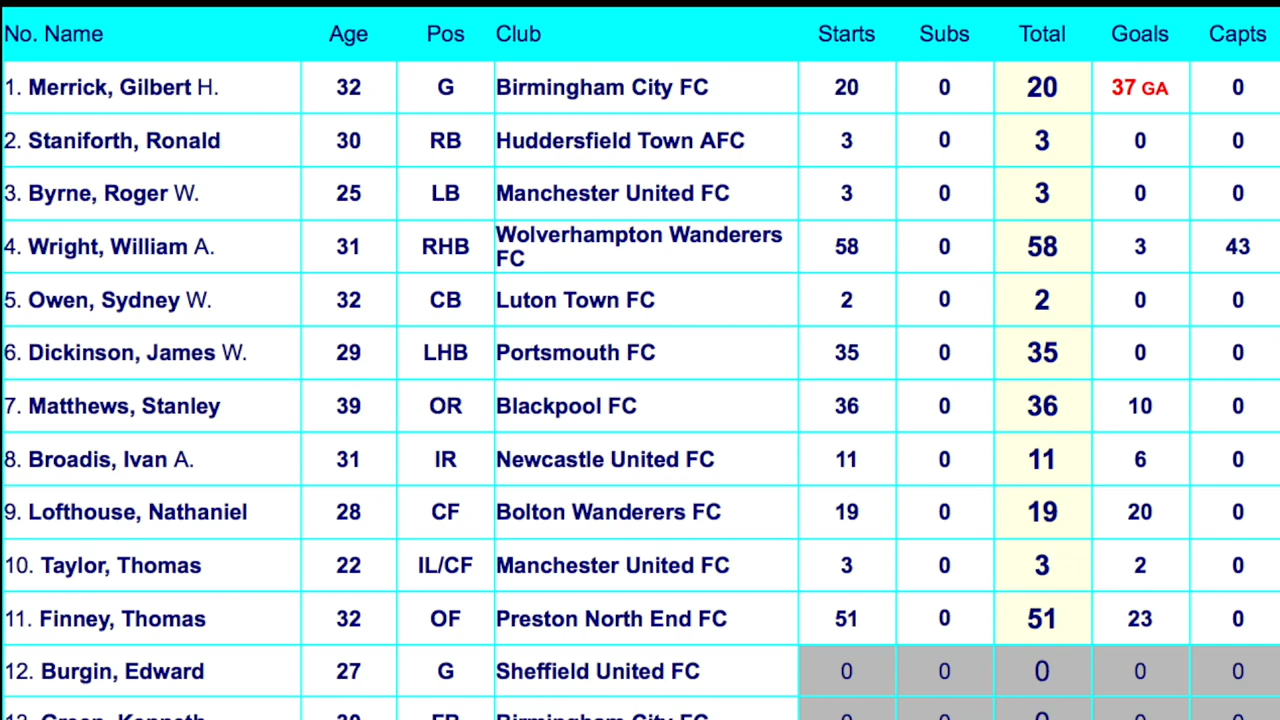 No. Name Age Pos Club Starts Subs Total Goals Capts
1. Merrick, Gilbert H. 32 G Birmingham City FC 20 0 20 37 GA 0
2. Staniforth, Ronald 30 RB Huddersfield Town AFC 3 0 3 0 0
3. Byrne, Roger W. 25 LB Manchester United FC 3 0 3 0 0
4. Wright, William A. 31 RHB Wolverhampton Wanderers FC 58 0 58 3 43
5. Owen, Sydney W. 32 CB Luton Town FC 2 0 2 0 0
6. Dickinson, James W. 29 LHB Portsmouth FC 35 0 35 0 0
7. Matthews, Stanley 39 OR Blackpool FC 36 0 36 10 0
8. Broadis, Ivan A. 31 IR Newcastle United FC 11 0 11 6 0
9. Lofthouse, Nathaniel 28 CF Bolton Wanderers FC 19 0 19 20 0
10. Taylor, Thomas 22 IL/CF Manchester United FC 3 0 3 2 0
11. Finney, Thomas 32 OF Preston North End FC 51 0 51 23 0
12. Burgin, Edward 27 G Sheffield United FC 0 0 0 0 0
Green, Kenneth Birmingham City FC 0 0 0 0 0